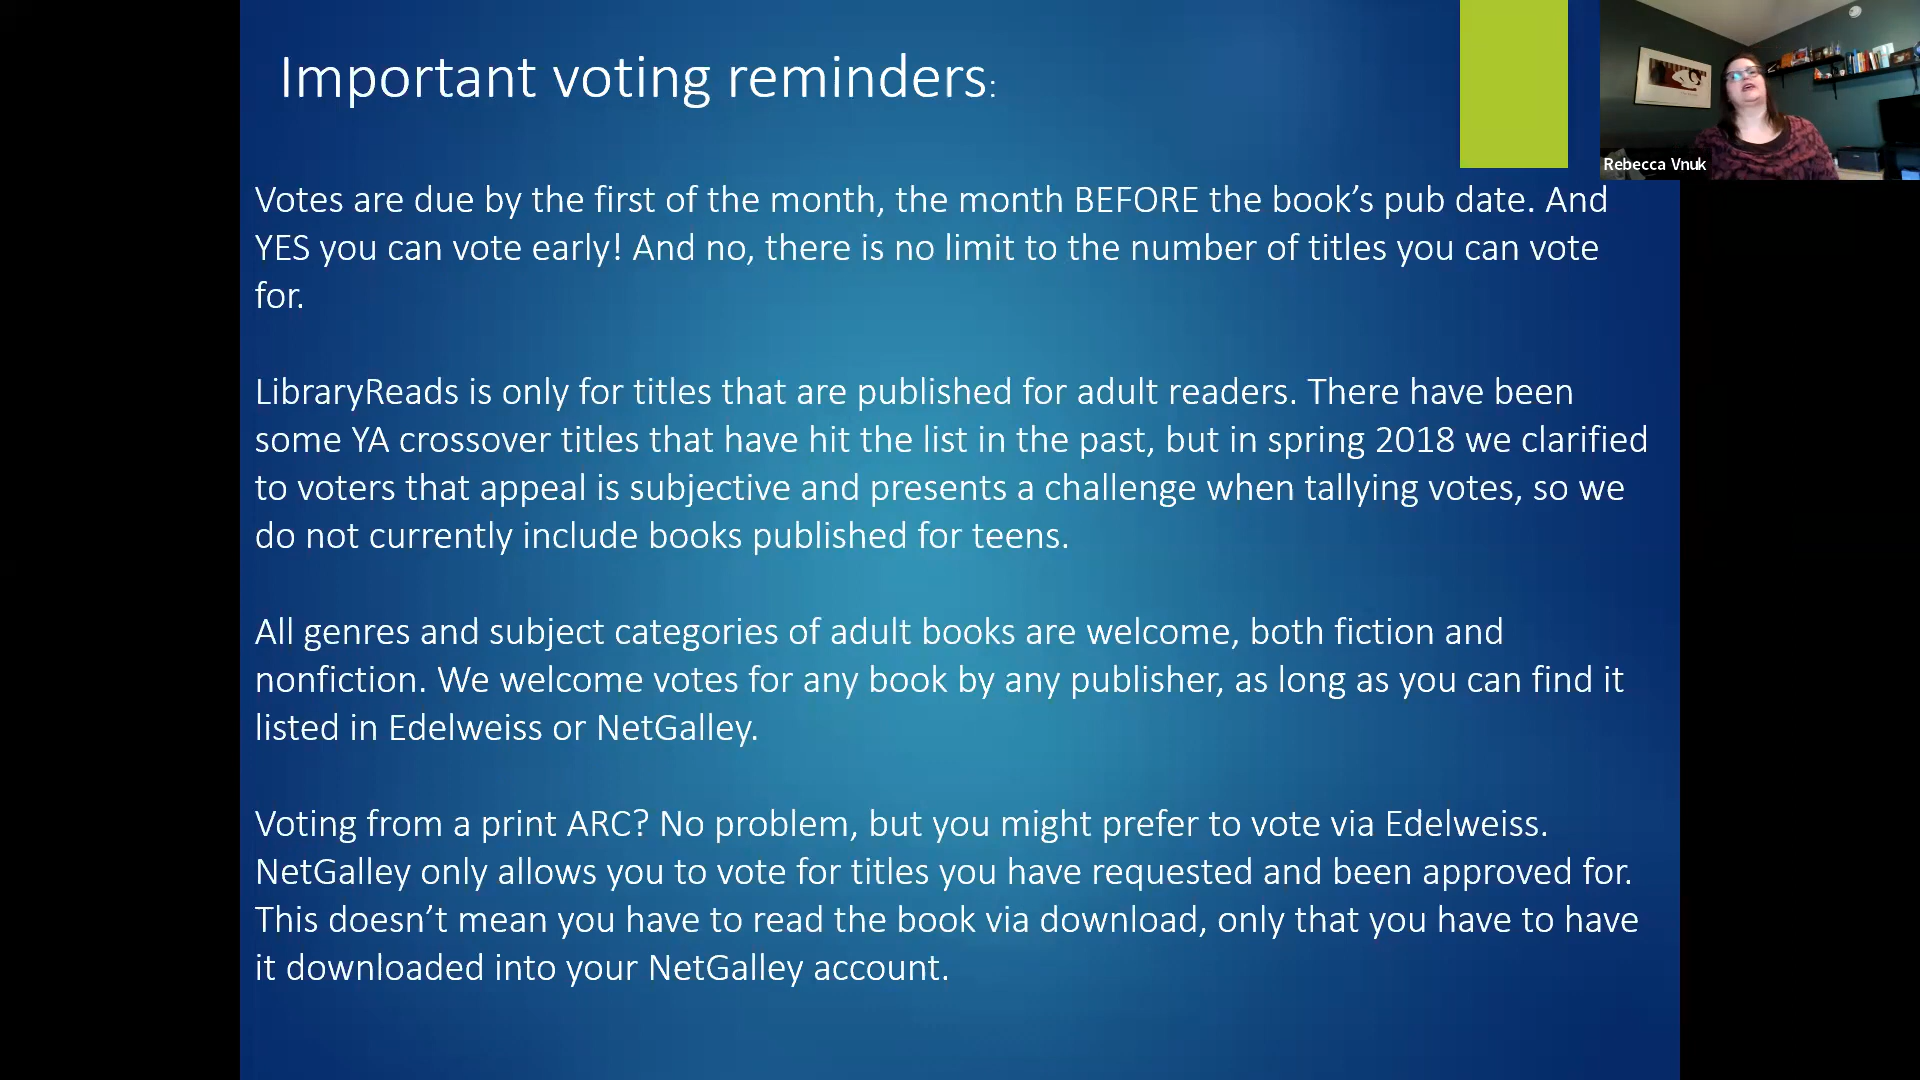 Important voting reminders:
Rebecca Vnuk
Votes are due by the first of the month, the month BEFORE the book’s pub date. And
YES you can vote early! And no, there is no limit to the number of titles you can vote
for.
LibraryReads is only for titles that are published for adult readers. There have been
some YA crossover titles that have hit the list in the past, but in spring 2018 we clarified
to voters that appeal is subjective and presents a challenge when tallying votes, so we
do not currently include books published for teens.
All genres and subject categories of adult books are welcome, both fiction and
nonfiction. We welcome votes for any book by any publisher, as long as you can find it
listed in Edelweiss or NetGalley.
Voting from a print ARC? No problem, but you might prefer to vote via Edelweiss.
NetGalley only allows you to vote for titles you have requested and been approved for.
This doesn’t mean you have to read the book via download, only that you have to have
it downloaded into your NetGalley account.